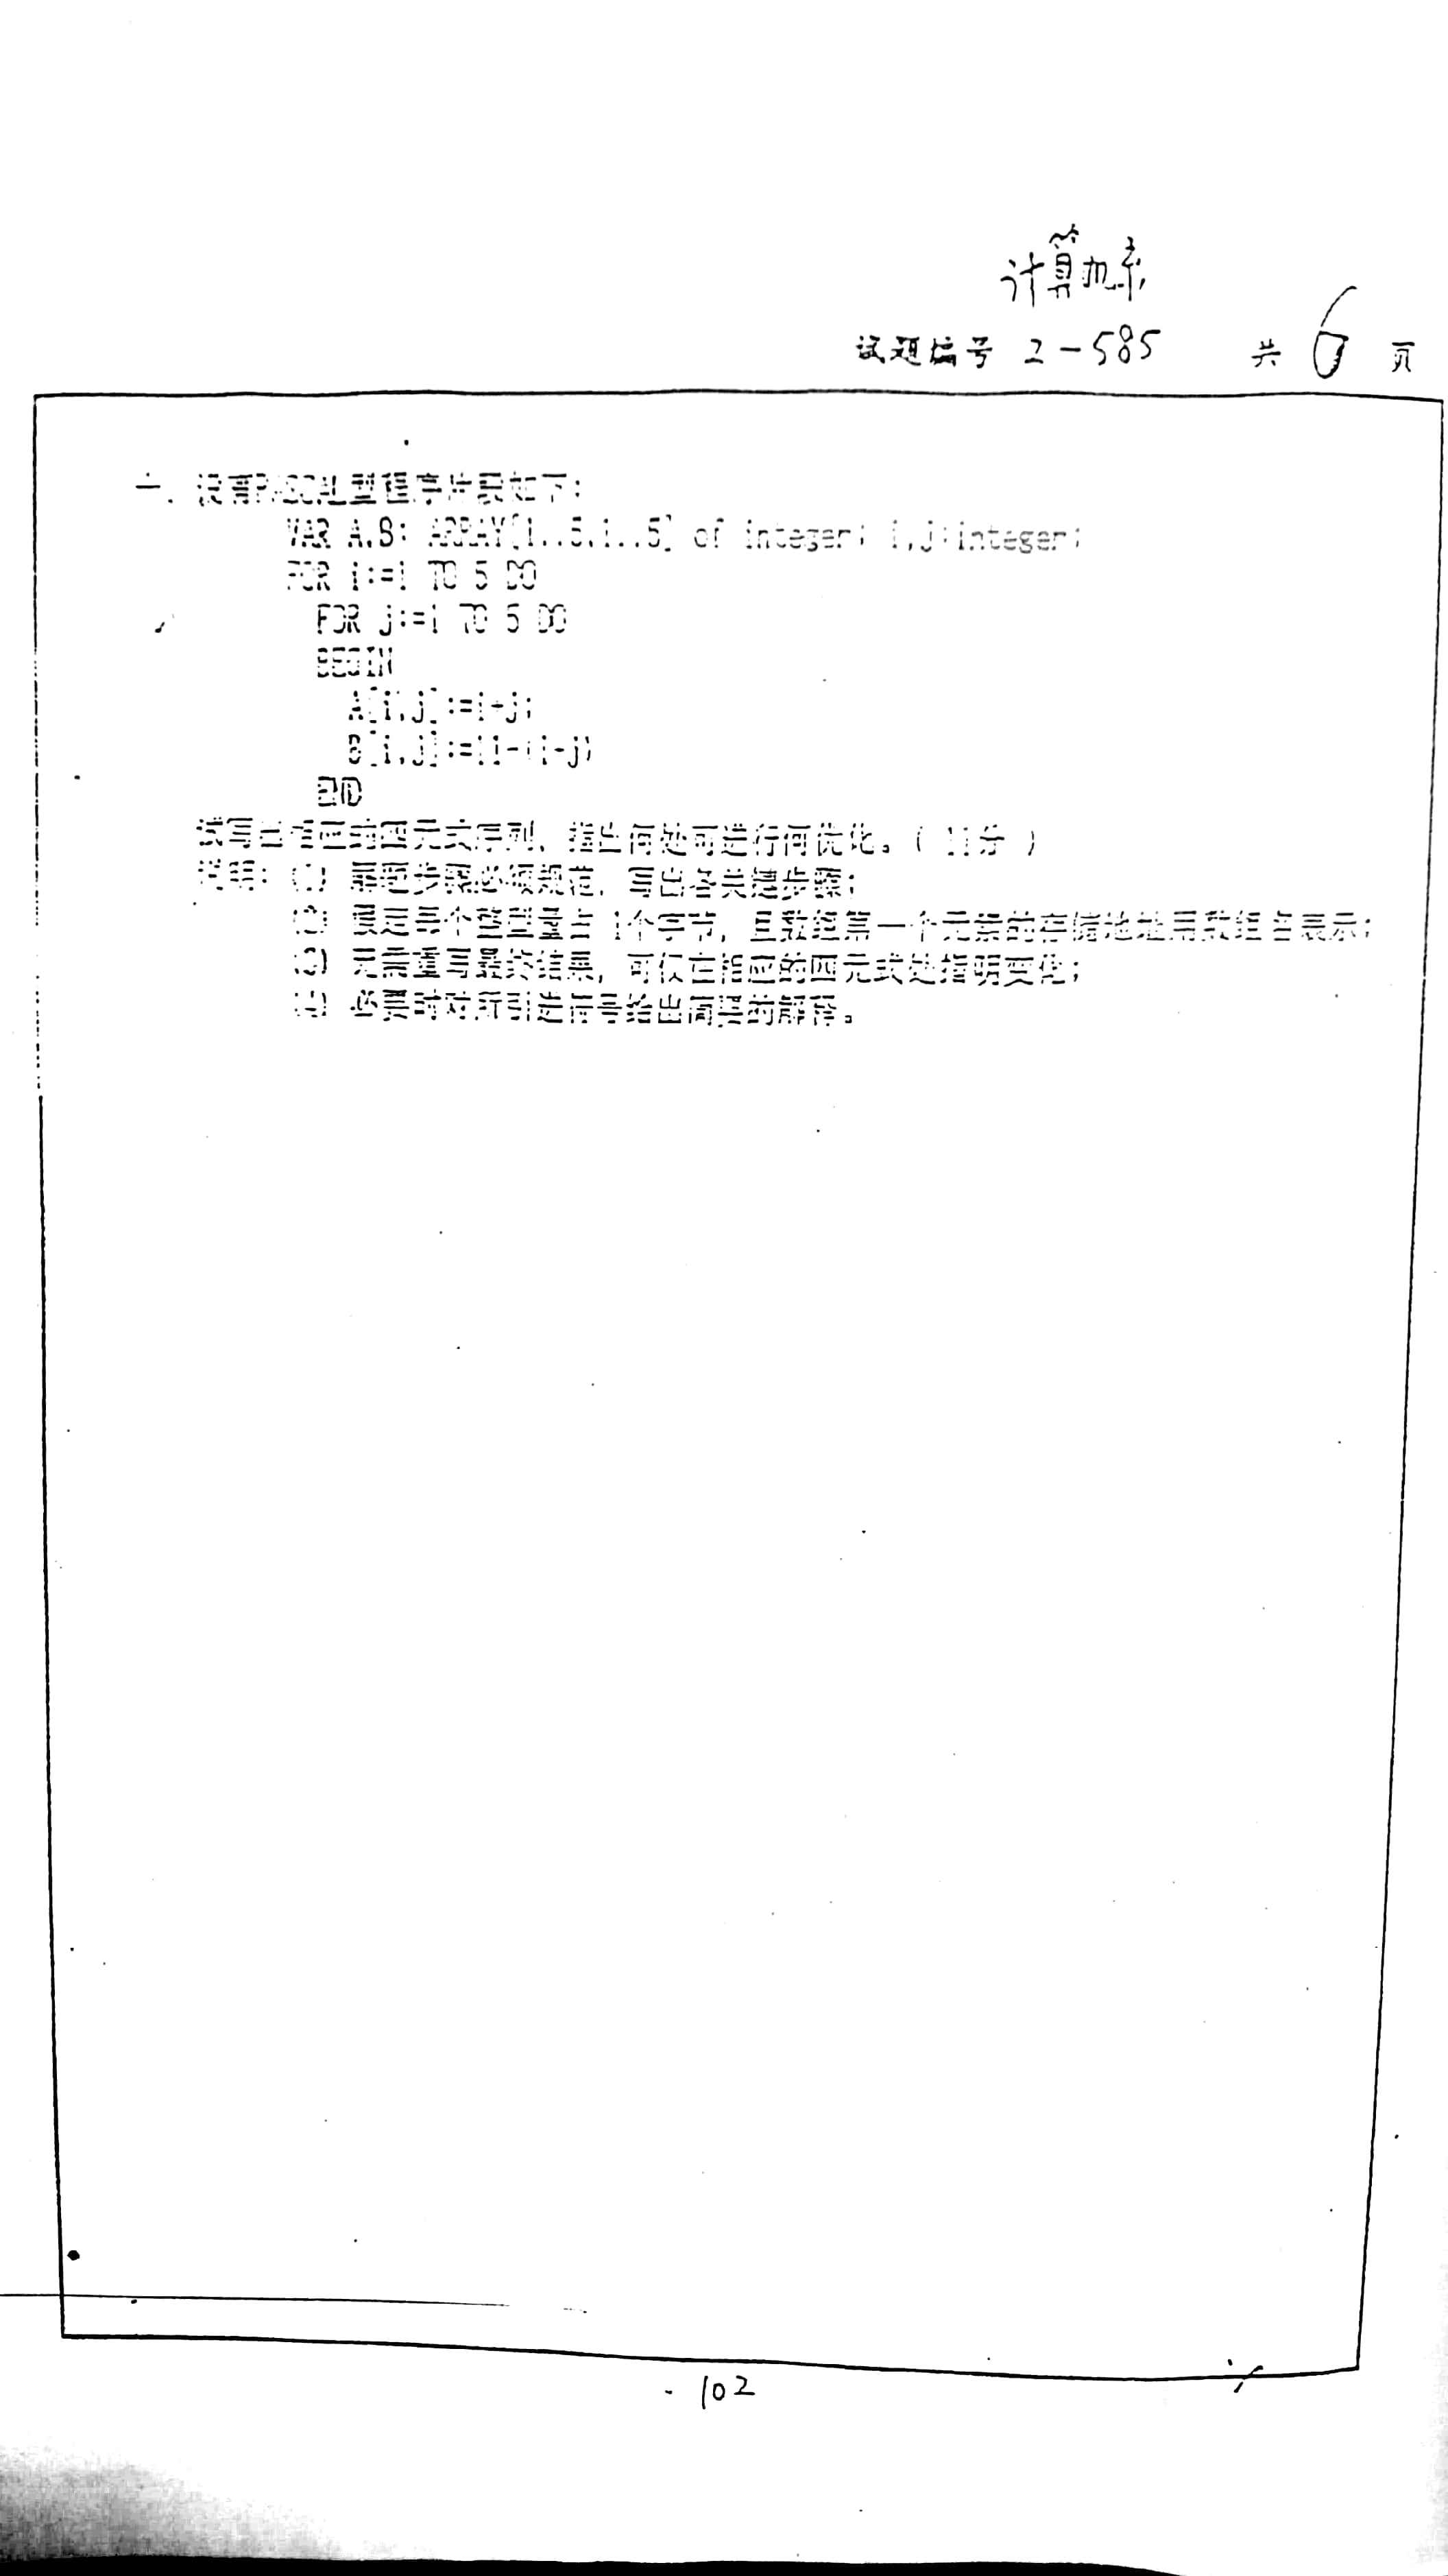 计算机系
试题编号 2-585 共 6 页
一、设有PASCAL型程序片段如下:
VAR A,B: ARRAY[1..5,1..5] of integer; i,j:integer;
FOR i:=1 TO 5 DO
FOR j:=1 TO 5 DO
BEGIN
A[i,j]:=i+j;
B[i,j]:=
END
试写出相应的四元式序列,指出何处可进行何优化。( 11分 )
说明:(1) 解题步骤必须规范,写出各关键步骤;
(2) 假定每个整型量占 1个字节,且数组第一个元素的存储地址用数组名表示;
(3) 无需重写最终结果,可仅在相应的四元式处指明变化;
(4) 必要时对所引进符号给出简要的解释。
102